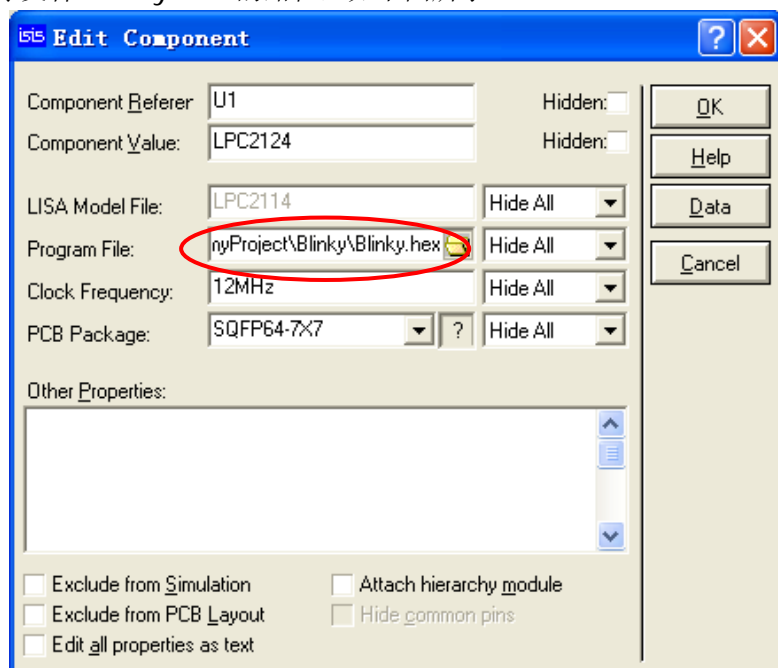 isis Edit Component
Component Referer U1 Hidden:
Component Value: LPC2124 Hidden:
LISA Model File: LPC2114 Hide All
Program File: nyProject\Blinky\Blinky.hex Hide All
Clock Frequency: 12MHz Hide All
PCB Package: SQFP64-7X7 ? Hide All
Other Properties:
Exclude from Simulation Attach hierarchy module
Exclude from PCB Layout Hide common pins
Edit all properties as text
OK
Help
Data
Cancel